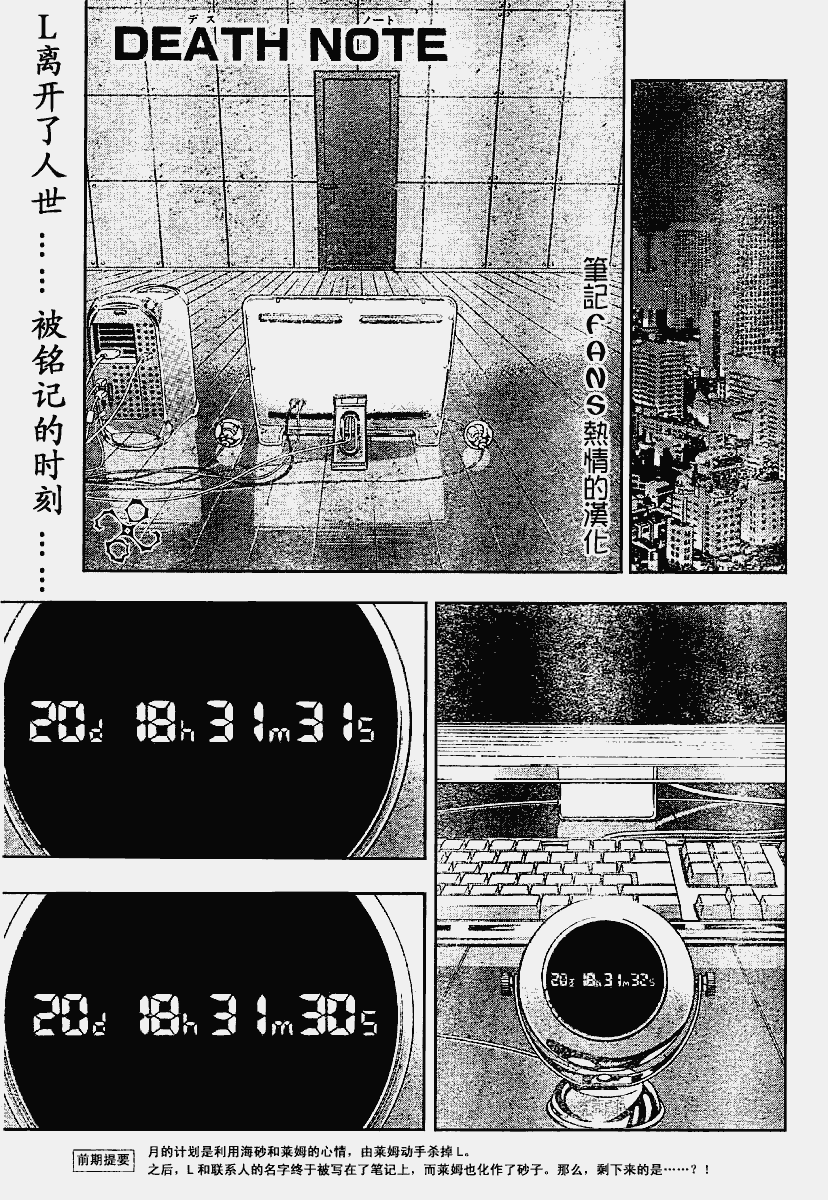 デス ノート
DEATH NOTE
L离开了人世……被铭记的时刻……
筆記FANS熱情的漢化
20d 18h 31m 32s
20d 18h 31m 31s
20d 18h 31m 30s
前期提要
月的计划是利用海砂和莱姆的心情，由莱姆动手杀掉L。
之后，L和联系人的名字终于被写在了笔记上，而莱姆也化作了砂子。那么，剩下来的是……？！